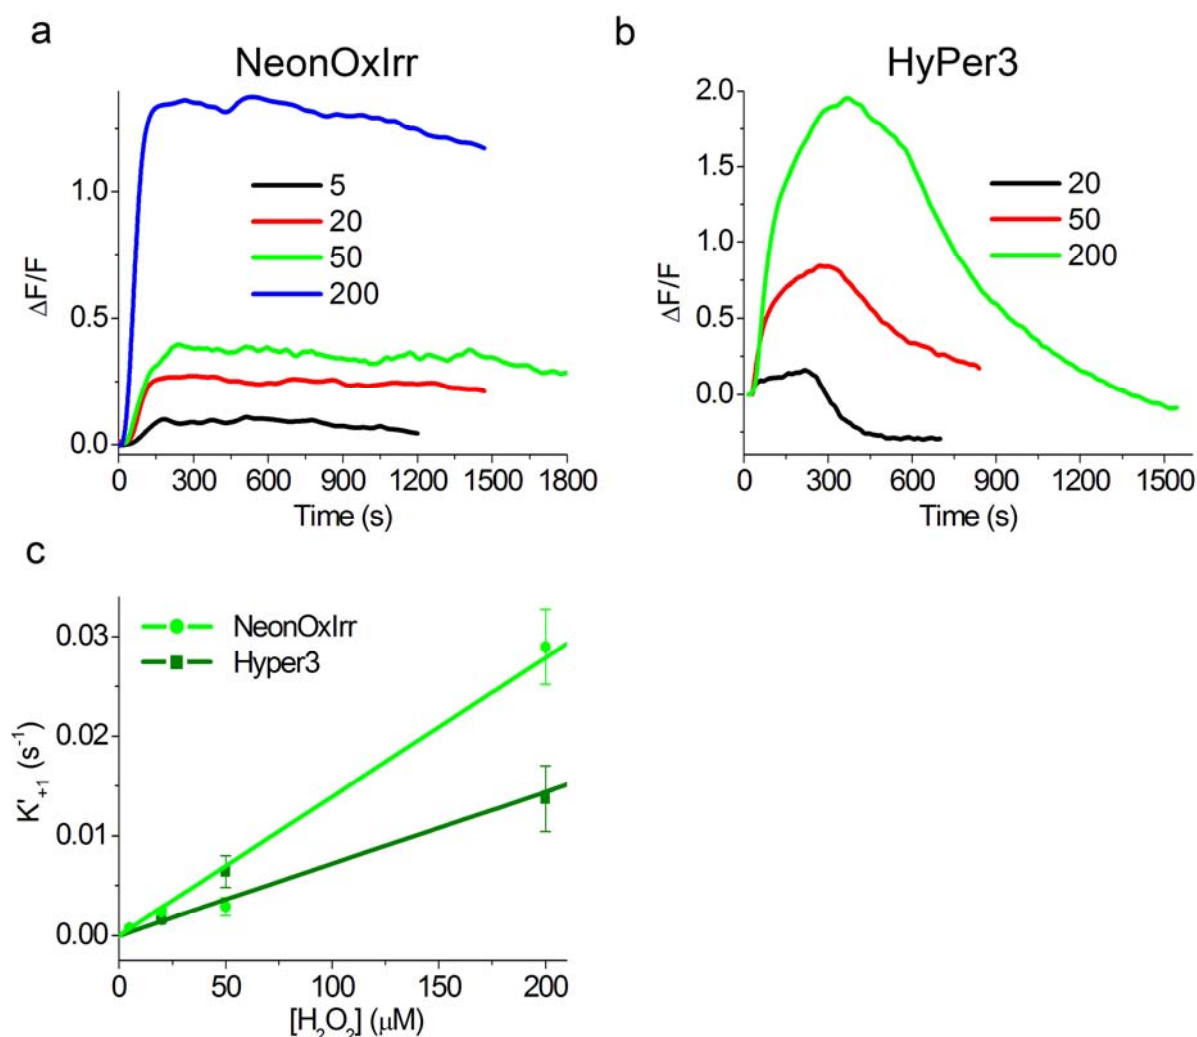 a
NeonOxIrr
ΔF/F
1.0
0.5
0.0
5
20
50
200
0 300 600 900 1200 1500 1800
Time (s)
b
HyPer3
ΔF/F
2.0
1.5
1.0
0.5
0.0
20
50
200
0 300 600 900 1200 1500
Time (s)
c
NeonOxIrr
Hyper3
K'+1 (s-1)
0.03
0.02
0.01
0.00
0 50 100 150 200
[H2O2] (μM)